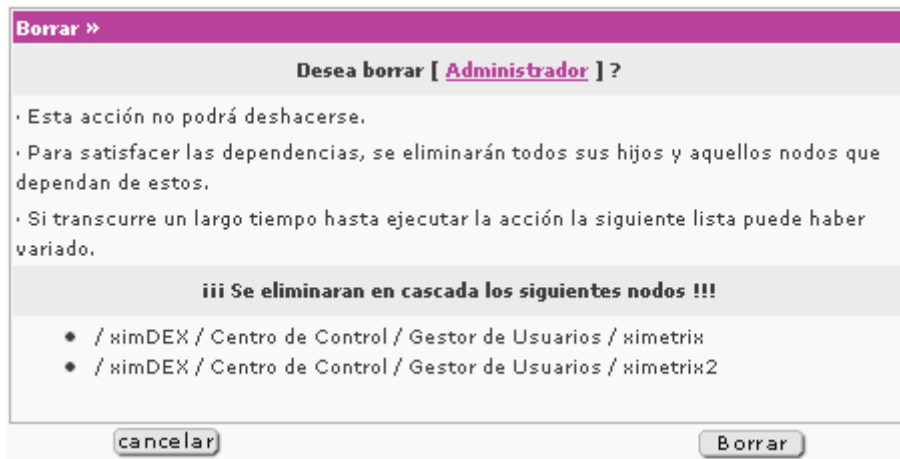 Borrar »
Desea borrar [ Administrador ] ?
· Esta acción no podrá deshacerse.
· Para satisfacer las dependencias, se eliminarán todos sus hijos y aquellos nodos que
dependan de estos.
· Si transcurre un largo tiempo hasta ejecutar la acción la siguiente lista puede haber
variado.
¡¡¡ Se eliminaran en cascada los siguientes nodos !!!
• / ximDEX / Centro de Control / Gestor de Usuarios / ximetrix
• / ximDEX / Centro de Control / Gestor de Usuarios / ximetrix2
cancelar Borrar